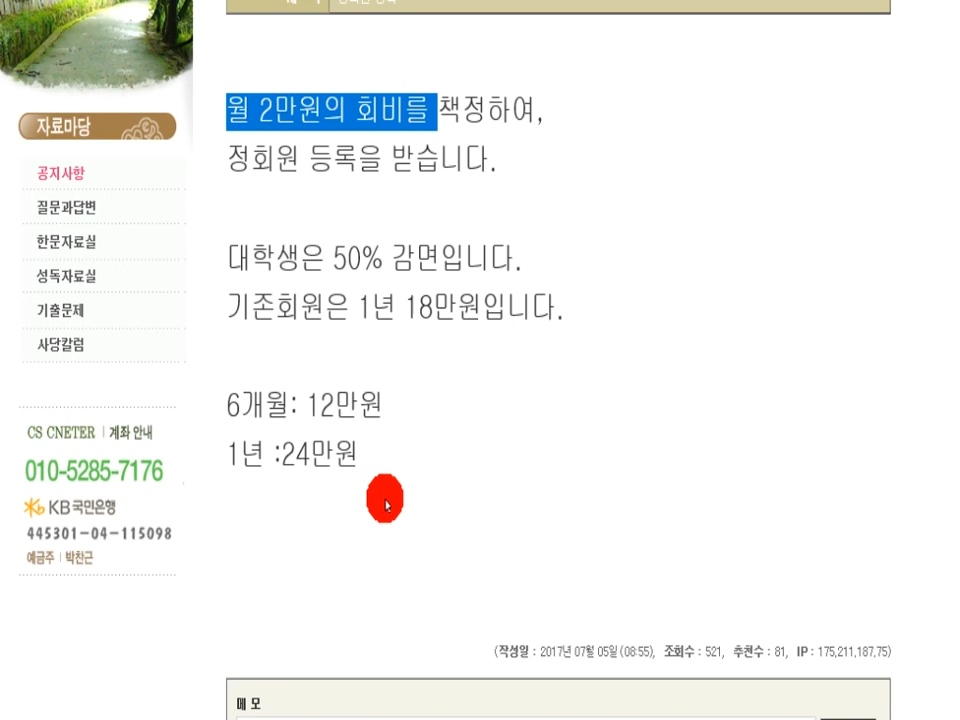 월 2만원의 회비를 책정하여,
정회원 등록을 받습니다.
대학생은 50% 감면입니다.
기존회원은 1년 18만원입니다.
6개월: 12만원
1년 :24만원
자료마당
공지사항
질문과답변
한문자료실
성독자료실
기출문제
사당칼럼
CS CNETER | 계좌 안내
010-5285-7176
KB국민은행
445301-04-115098
예금주 | 박찬근
(작성일 : 2017년 07월 05일(08:55), 조회수 : 521, 추천수 : 81, IP : 175,211,187,75)
메 모